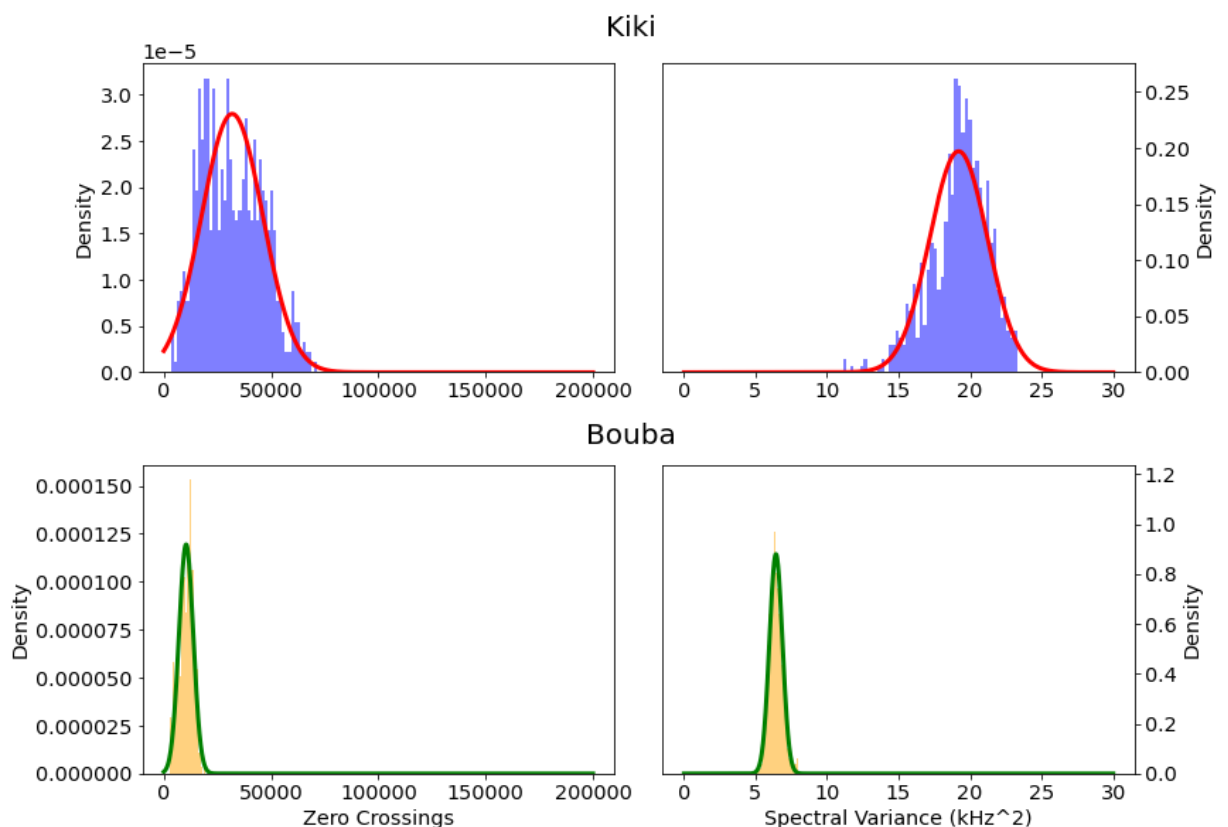 Kiki
1e−5
Density
3.0
2.5
2.0
1.5
1.0
0.5
0.0
0 50000 100000 150000 200000
0.25
0.20
0.15
0.10
0.05
0.00
Density
0 5 10 15 20 25 30
Bouba
Density
0.000150
0.000125
0.000100
0.000075
0.000050
0.000025
0.000000
0 50000 100000 150000 200000
Zero Crossings
1.2
1.0
0.8
0.6
0.4
0.2
0.0
Density
0 5 10 15 20 25 30
Spectral Variance (kHz^2)